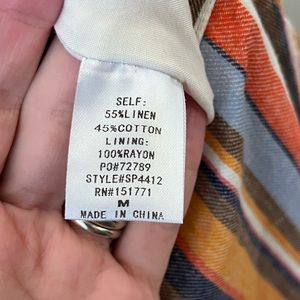 SELF:
55%LINEN
45%COTTON
LINING:
100%RAYON
PO#72789
STYLE#SP4412
RN#151771
M
MADE IN CHINA